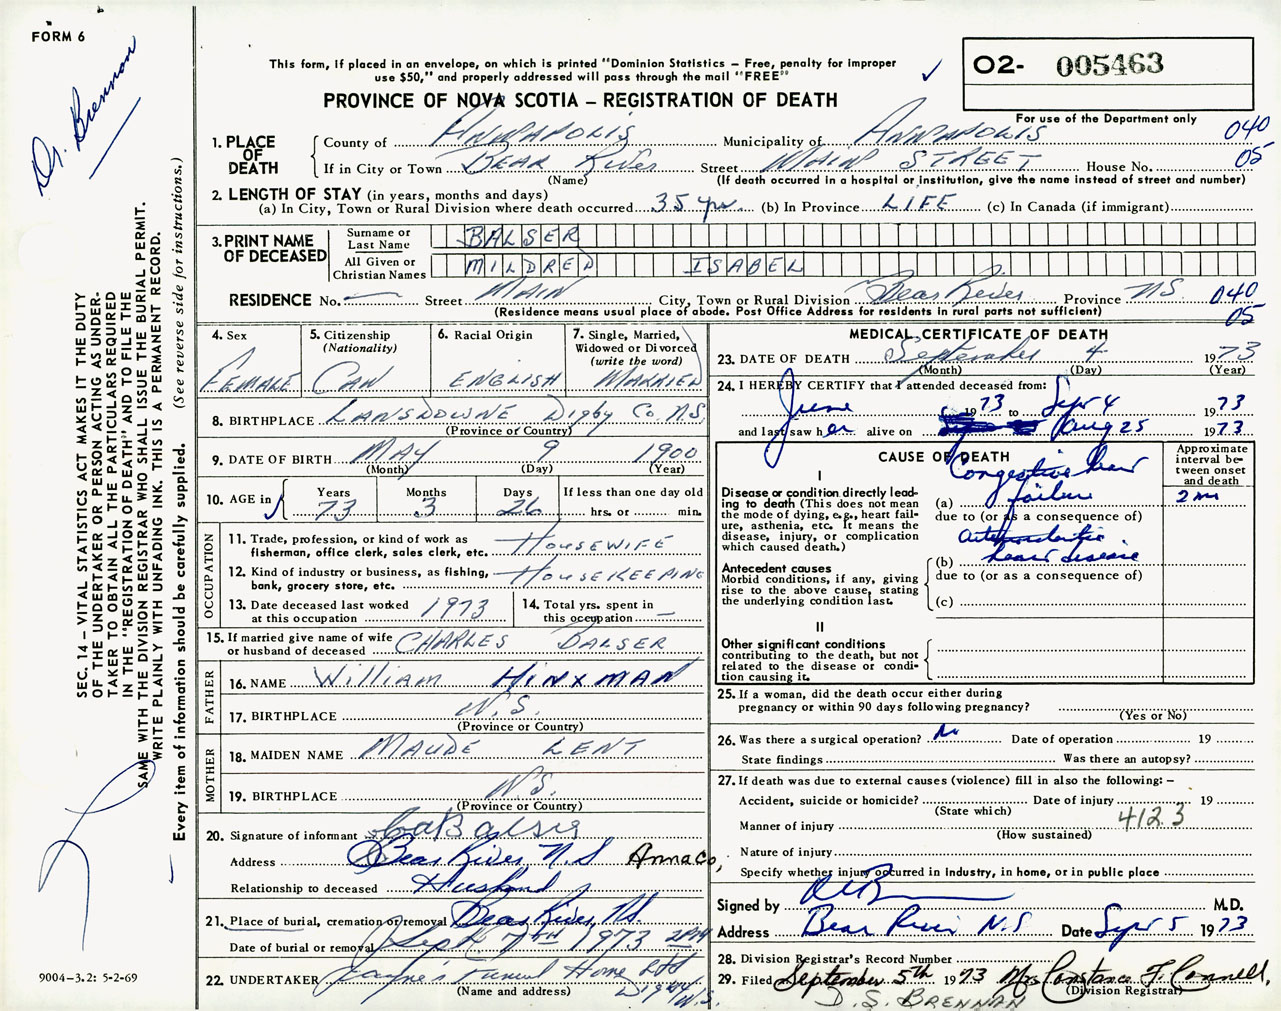 FORM 6
Dr. Brennan
SEC. 14 – VITAL STATISTICS ACT MAKES IT THE DUTY
OF THE UNDERTAKER OR PERSON ACTING AS UNDER-
TAKER TO OBTAIN ALL THE PARTICULARS REQUIRED
IN THE "REGISTRATION OF DEATH" AND TO FILE THE
SAME WITH THE DIVISION REGISTRAR WHO SHALL ISSUE THE BURIAL PERMIT.
WRITE PLAINLY WITH UNFADING INK. THIS IS A PERMANENT RECORD.
Every item of information should be carefully supplied. (See reverse side for instructions.)
9004–3.2: 5-2-69
This form, if placed in an envelope, on which is printed "Dominion Statistics – Free, penalty for improper
use $50," and properly addressed will pass through the mail "FREE"
PROVINCE OF NOVA SCOTIA – REGISTRATION OF DEATH
O2- 005463
For use of the Department only
040
05
1. PLACE OF DEATH
County of ANNAPOLIS Municipality of ANNAPOLIS
If in City or Town BEAR RIVER Street MAIN STREET House No.
(Name) (If death occurred in a hospital or institution, give the name instead of street and number)
2. LENGTH OF STAY (in years, months and days)
(a) In City, Town or Rural Division where death occurred 35 yrs. (b) In Province LIFE (c) In Canada (if immigrant)
3. PRINT NAME OF DECEASED
Surname or Last Name BALSER
All Given or Christian Names MILDRED ISABEL
RESIDENCE No. — Street MAIN City, Town or Rural Division Bear River Province NS 040
(Residence means usual place of abode. Post Office Address for residents in rural parts not sufficient) 05
4. Sex FEMALE
5. Citizenship (Nationality) CAN
6. Racial Origin ENGLISH
7. Single, Married, Widowed or Divorced (write the word) MARRIED
8. BIRTHPLACE LANSDOWNE Digby Co. N.S.
(Province or Country)
9. DATE OF BIRTH MAY 9 1900
(Month) (Day) (Year)
10. AGE in Years 73 Months 3 Days 26 If less than one day old
hrs. or min.
OCCUPATION
11. Trade, profession, or kind of work as
fisherman, office clerk, sales clerk, etc. HOUSEWIFE
12. Kind of industry or business, as fishing,
bank, grocery store, etc. HOUSEKEEPING
13. Date deceased last worked
at this occupation 1973
14. Total yrs. spent in
this occupation —
15. If married give name of wife
or husband of deceased CHARLES BALSER
FATHER
16. NAME William HINXMAN
17. BIRTHPLACE N.S.
(Province or Country)
MOTHER
18. MAIDEN NAME MAUDE LENT
19. BIRTHPLACE N.S.
(Province or Country)
20. Signature of informant Balser
Address Bear River N.S Anna Co,
Relationship to deceased Husband
21. Place of burial, cremation or removal Bear River, NS.
Date of burial or removal Sept 7TH 1973 2PM
22. UNDERTAKER Jayne's Funeral Home Ltd
(Name and address) Digby N.S.
MEDICAL CERTIFICATE OF DEATH
23. DATE OF DEATH September 4 1973
(Month) (Day) (Year)
24. I HEREBY CERTIFY that I attended deceased from:
June 1973 to Sept 4 1973
and last saw her alive on Aug 25 1973
CAUSE OF DEATH
Approximate interval between onset and death
I
Disease or condition directly lead-
ing to death (This does not mean
the mode of dying, e.g., heart fail-
ure, asthenia, etc. It means the
disease, injury, or complication
which caused death.)
(a) Congestive heart failure
due to (or as a consequence of)
Antecedent causes
Morbid conditions, if any, giving
rise to the above cause, stating
the underlying condition last.
(b) heart disease
due to (or as a consequence of)
(c)
II
Other significant conditions
contributing to the death, but not
related to the disease or condi-
tion causing it.
25. If a woman, did the death occur either during
pregnancy or within 90 days following pregnancy?
(Yes or No)
26. Was there a surgical operation? No Date of operation 19
State findings Was there an autopsy?
27. If death was due to external causes (violence) fill in also the following: –
Accident, suicide or homicide? Date of injury 19
(State which)
4123
Manner of injury
(How sustained)
Nature of injury
Specify whether injury occurred in industry, in home, or in public place
Signed by M.D.
Address Bear River N.S Date Sept 5 1973
28. Division Registrar's Record Number
29. Filed September 5th 1973 Mrs Constance F. Connell,
(Division Registrar)
D. S. BRENNAN